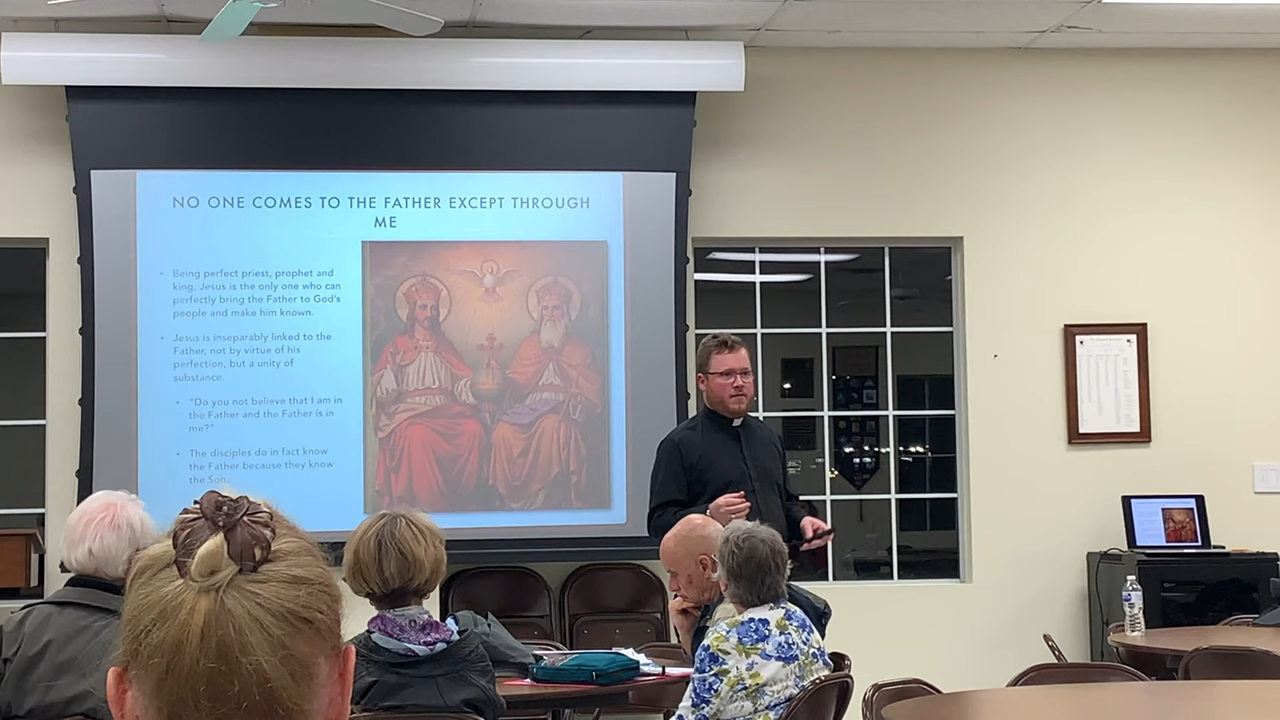 NO ONE COMES TO THE FATHER EXCEPT THROUGH
ME
• Being perfect priest, prophet and
king, Jesus is the only one who can
perfectly bring the Father to God's
people and make him known.
• Jesus is inseparably linked to the
Father, not by virtue of his
perfection, but a unity of
substance.
• "Do you not believe that I am in
the Father and the Father is in
me?"
• The disciples do in fact know
the Father because they know
the Son.